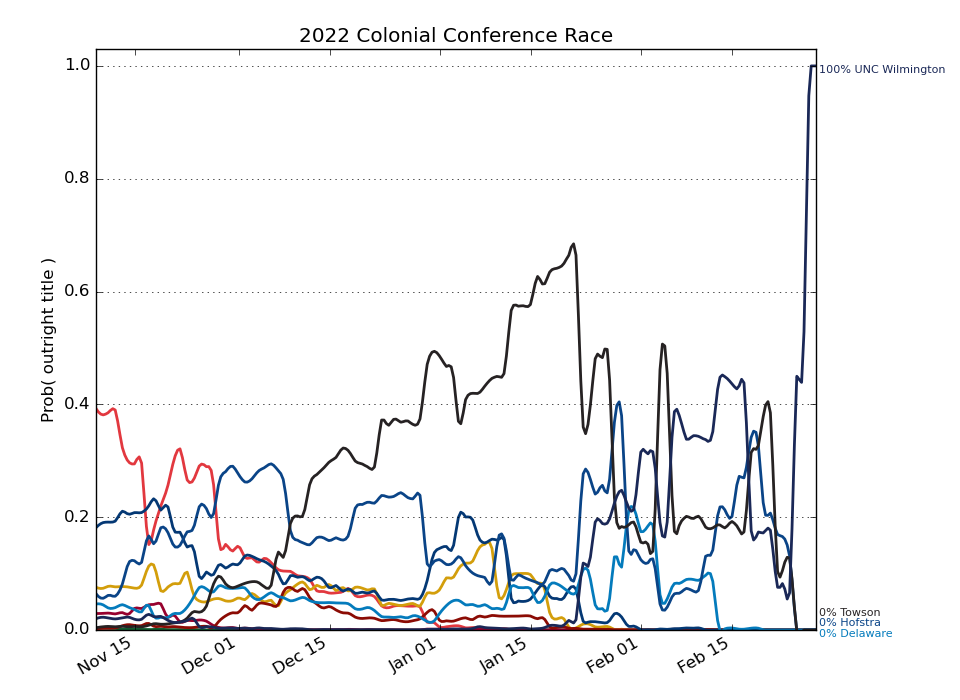 2022 Colonial Conference Race
Prob( outright title )
1.0
0.8
0.6
0.4
0.2
0.0
100% UNC Wilmington
0% Towson
0% Hofstra
0% Delaware
Nov 15
Dec 01
Dec 15
Jan 01
Jan 15
Feb 01
Feb 15